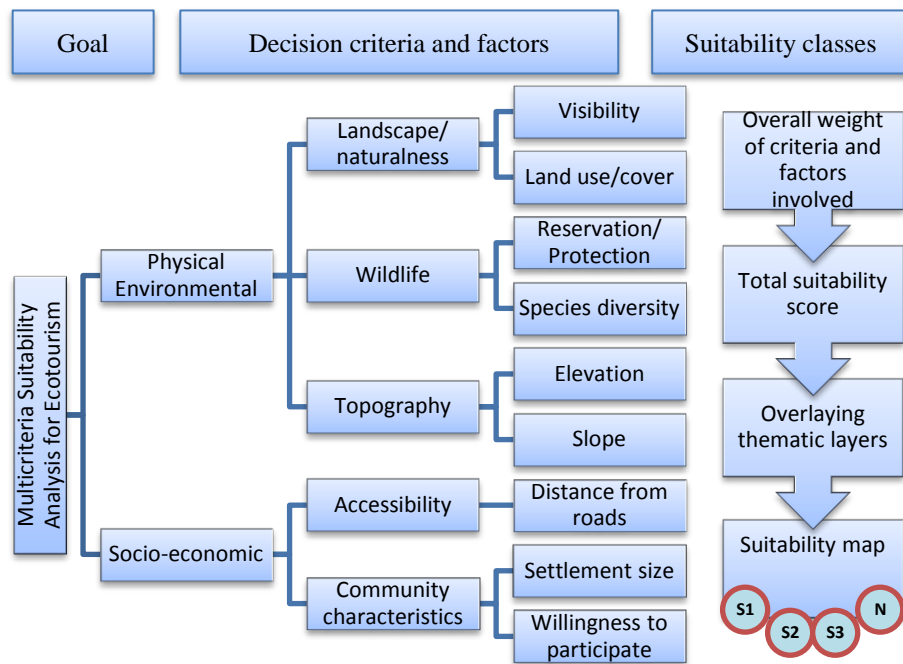 Goal
Decision criteria and factors
Suitability classes
Multicriteria Suitability
Analysis for Ecotourism
Physical
Environmental
Landscape/
naturalness
Visibility
Land use/cover
Wildlife
Reservation/
Protection
Species diversity
Topography
Elevation
Slope
Socio-economic
Accessibility
Distance from
roads
Community
characteristics
Settlement size
Willingness to
participate
Overall weight
of criteria and
factors
involved
Total suitability
score
Overlaying
thematic layers
Suitability map
S1
S2
S3
N